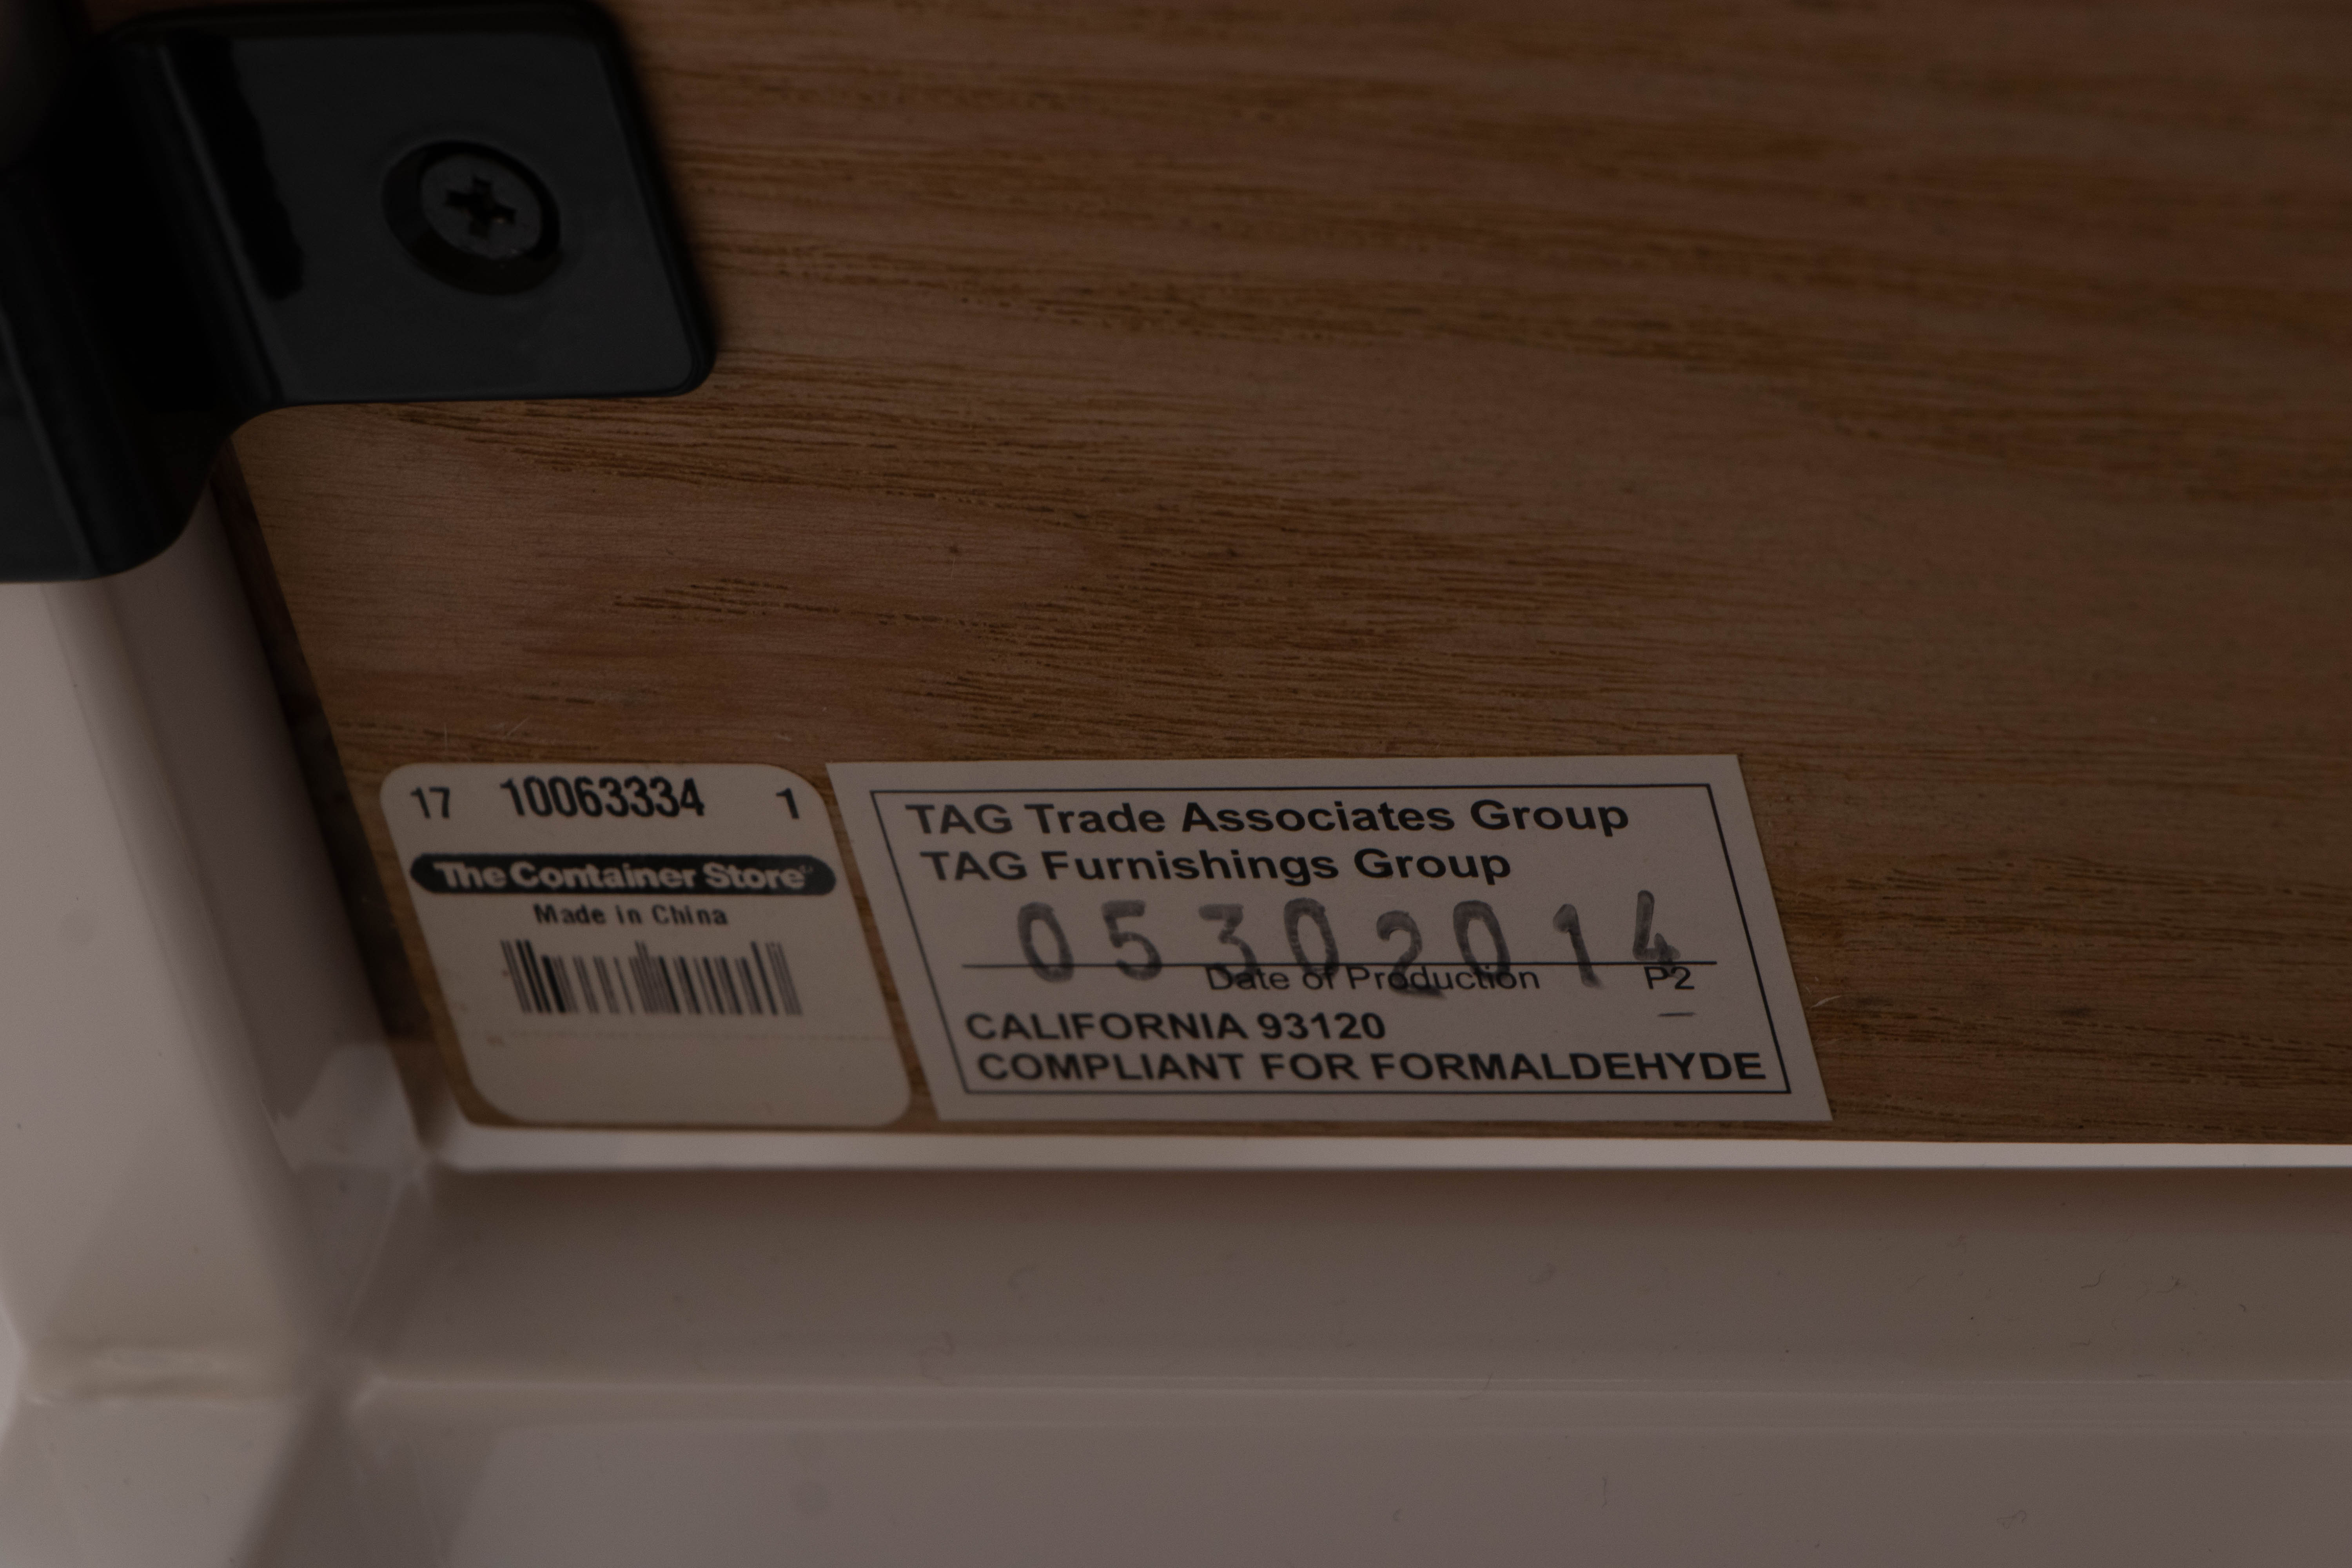 17 10063334 1
The Container Store
Made in China
TAG Trade Associates Group
TAG Furnishings Group
05302014
Date of Production P2
CALIFORNIA 93120
COMPLIANT FOR FORMALDEHYDE